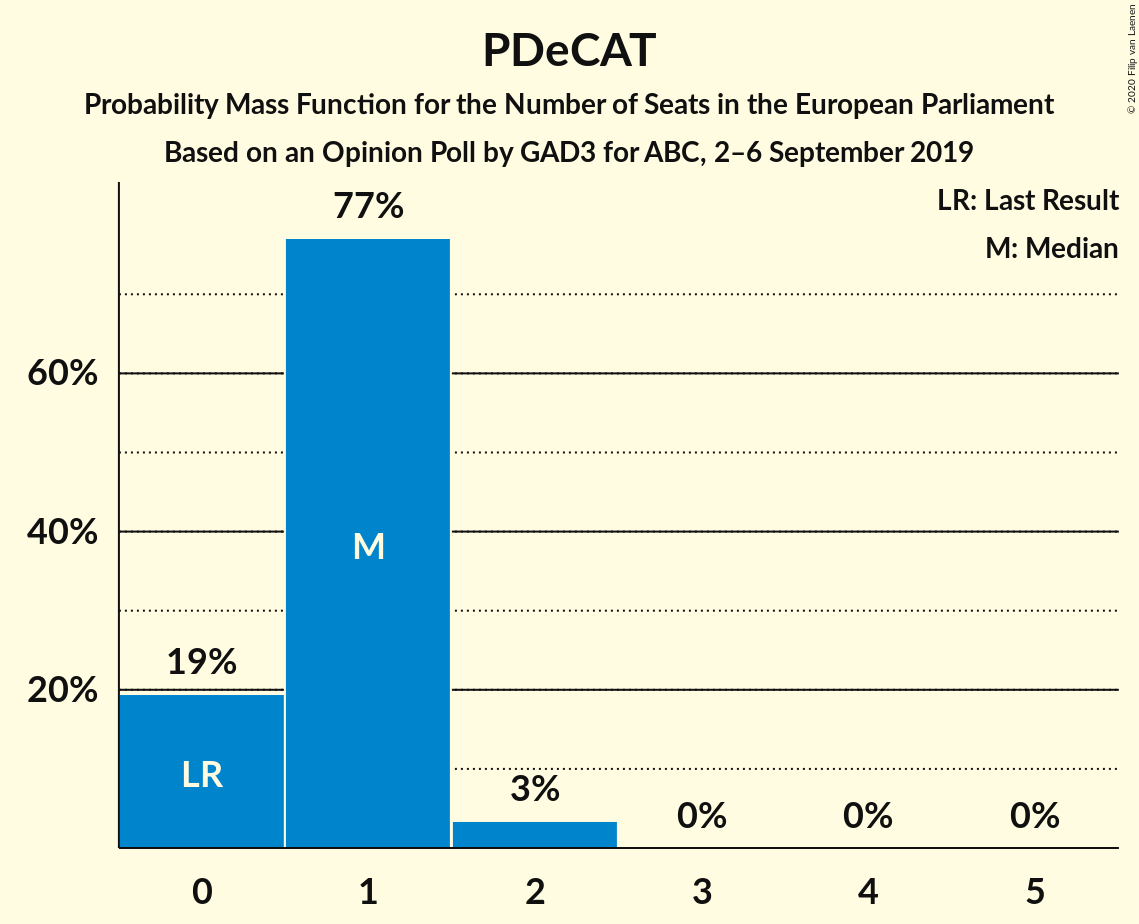 PDeCAT
Probability Mass Function for the Number of Seats in the European Parliament
Based on an Opinion Poll by GAD3 for ABC, 2–6 September 2019
© 2020 Filip van Laenen
LR: Last Result
M: Median
77%
60%
40%
M
19%
20%
LR
3%
0%
0%
0%
0
1
2
3
4
5